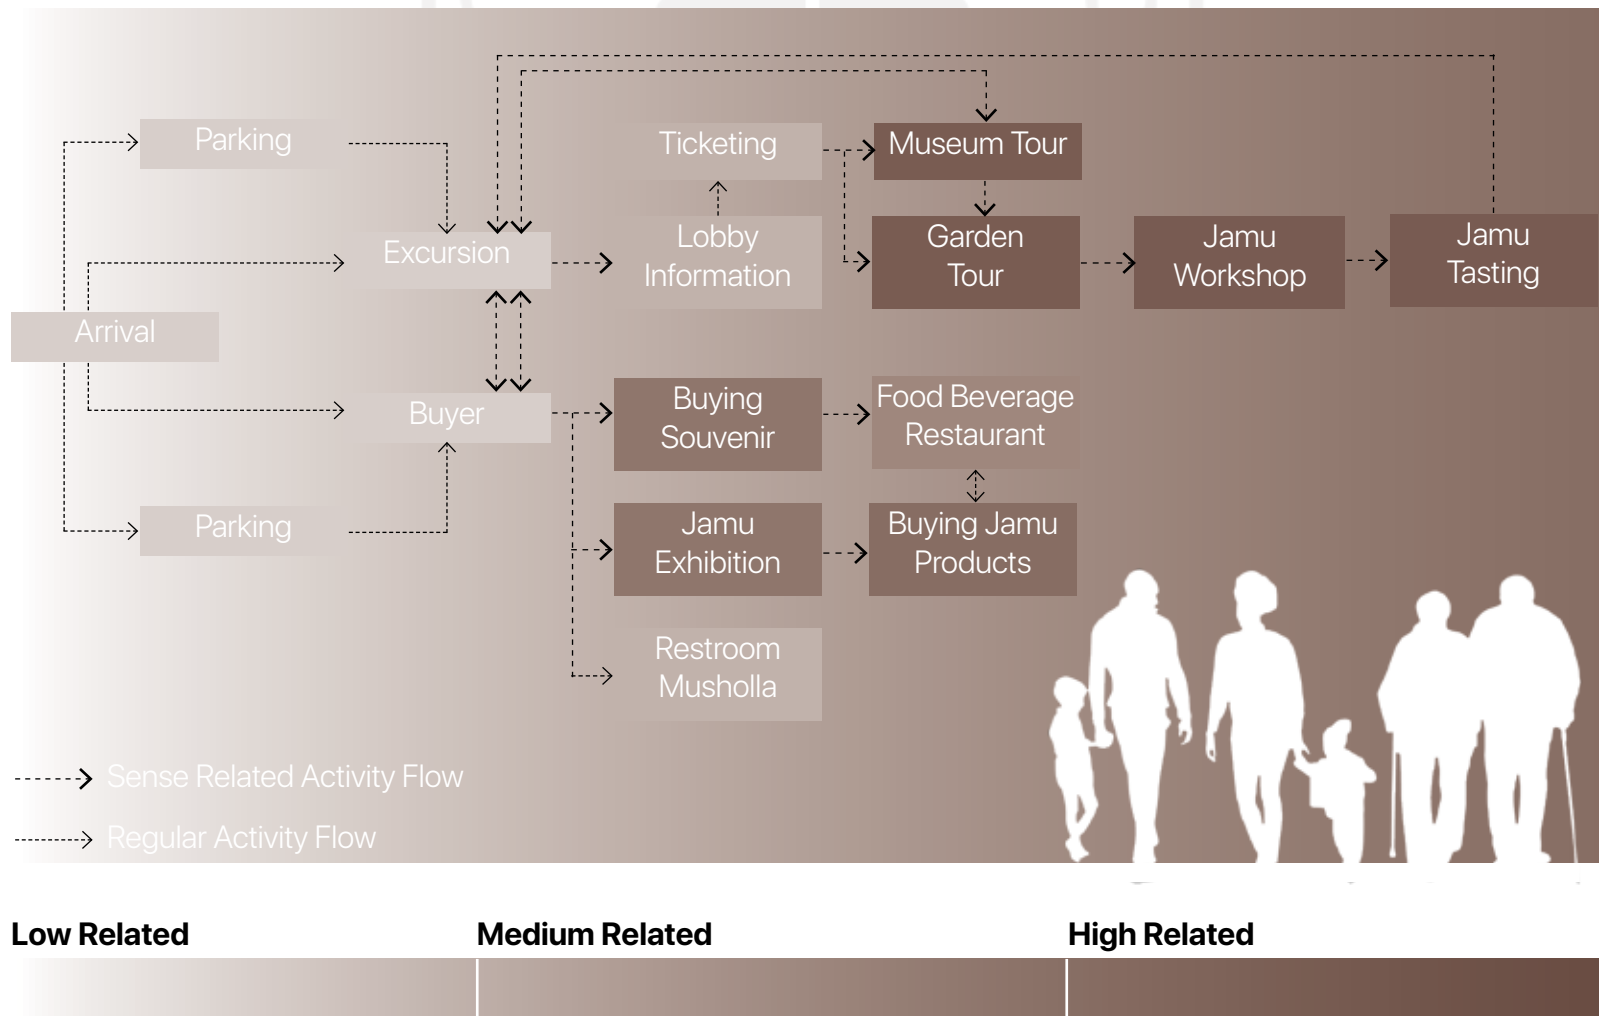 Parking
Ticketing
Museum Tour
Excursion
Lobby
Information
Garden
Tour
Jamu
Workshop
Jamu
Tasting
Arrival
Buyer
Buying
Souvenir
Food Beverage
Restaurant
Parking
Jamu
Exhibition
Buying Jamu
Products
Restroom
Musholla
Sense Related Activity Flow
Regular Activity Flow
Low Related
Medium Related
High Related